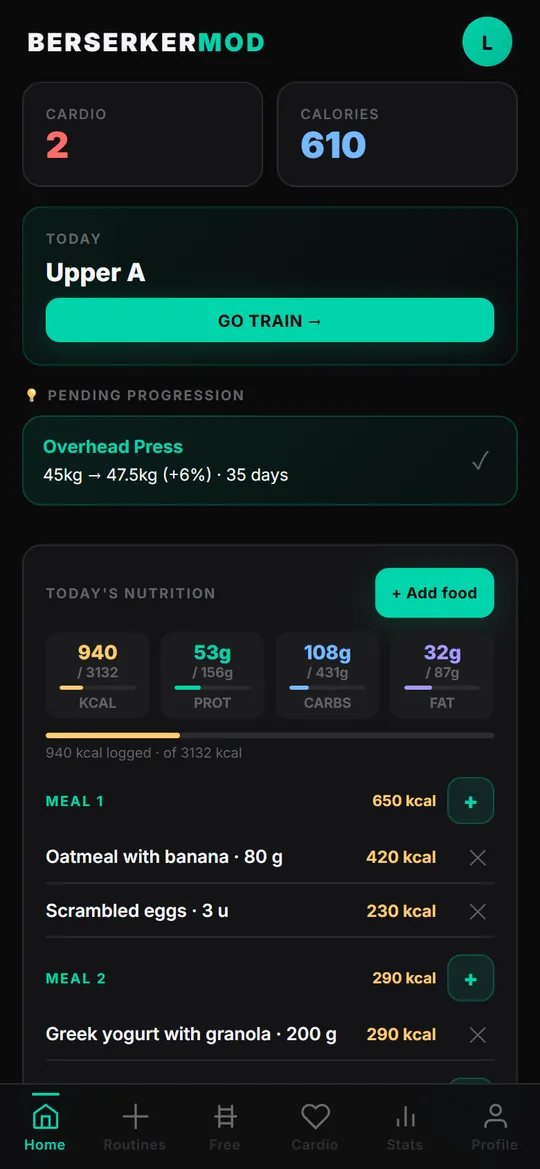 BERSERKERMOD
L
CARDIO
2
CALORIES
610
TODAY
Upper A
GO TRAIN →
PENDING PROGRESSION
Overhead Press
45kg → 47.5kg (+6%) · 35 days
TODAY'S NUTRITION
+ Add food
940
/ 3132
KCAL
53g
/ 156g
PROT
108g
/ 431g
CARBS
32g
/ 87g
FAT
940 kcal logged · of 3132 kcal
MEAL 1
650 kcal
+
Oatmeal with banana · 80 g
420 kcal
Scrambled eggs · 3 u
230 kcal
MEAL 2
290 kcal
+
Greek yogurt with granola · 200 g
290 kcal
Home
Routines
Free
Cardio
Stats
Profile